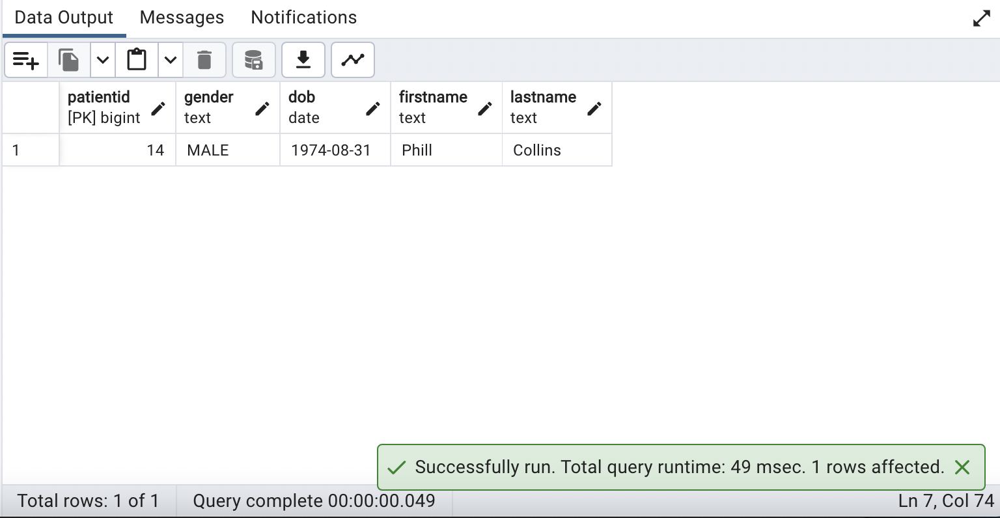 Data Output Messages Notifications
patientid gender dob firstname lastname
[PK] bigint text date text text
1 14 MALE 1974-08-31 Phill Collins
Successfully run. Total query runtime: 49 msec. 1 rows affected.
Total rows: 1 of 1 Query complete 00:00:00.049 Ln 7, Col 74